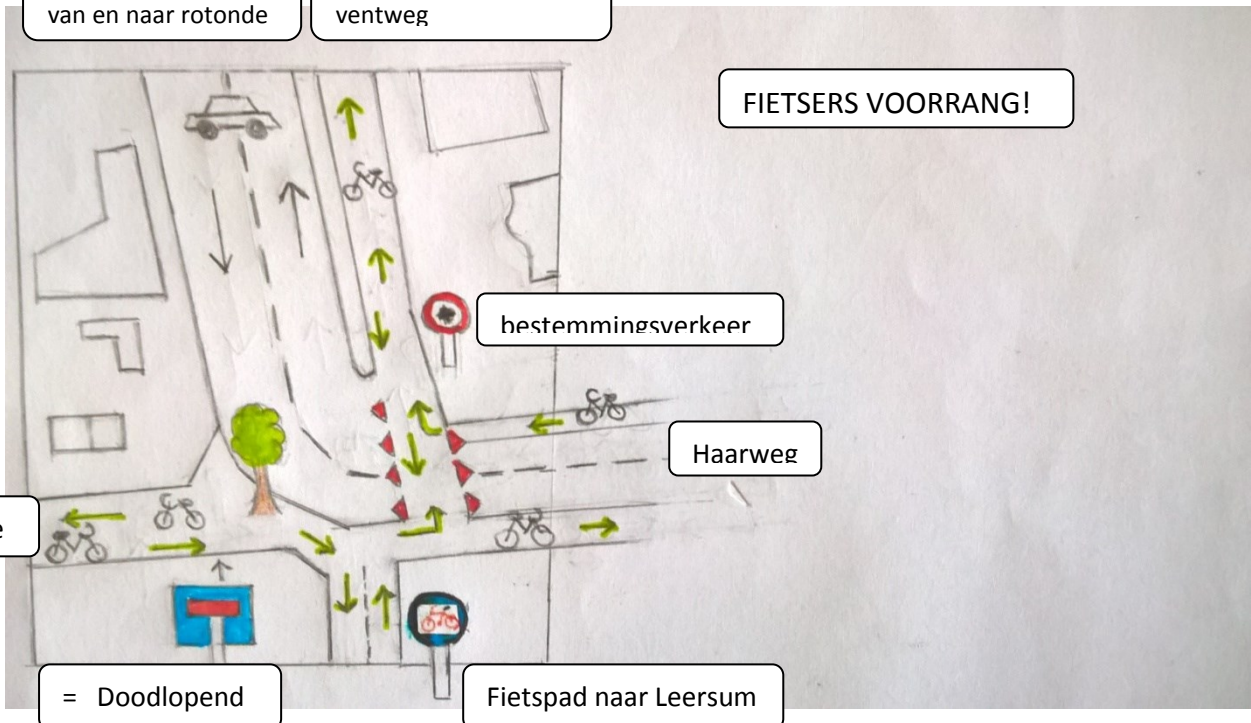 van en naar rotonde
ventweg
FIETSERS VOORRANG!
bestemmingsverkeer
Haarweg
e
= Doodlopend
Fietspad naar Leersum